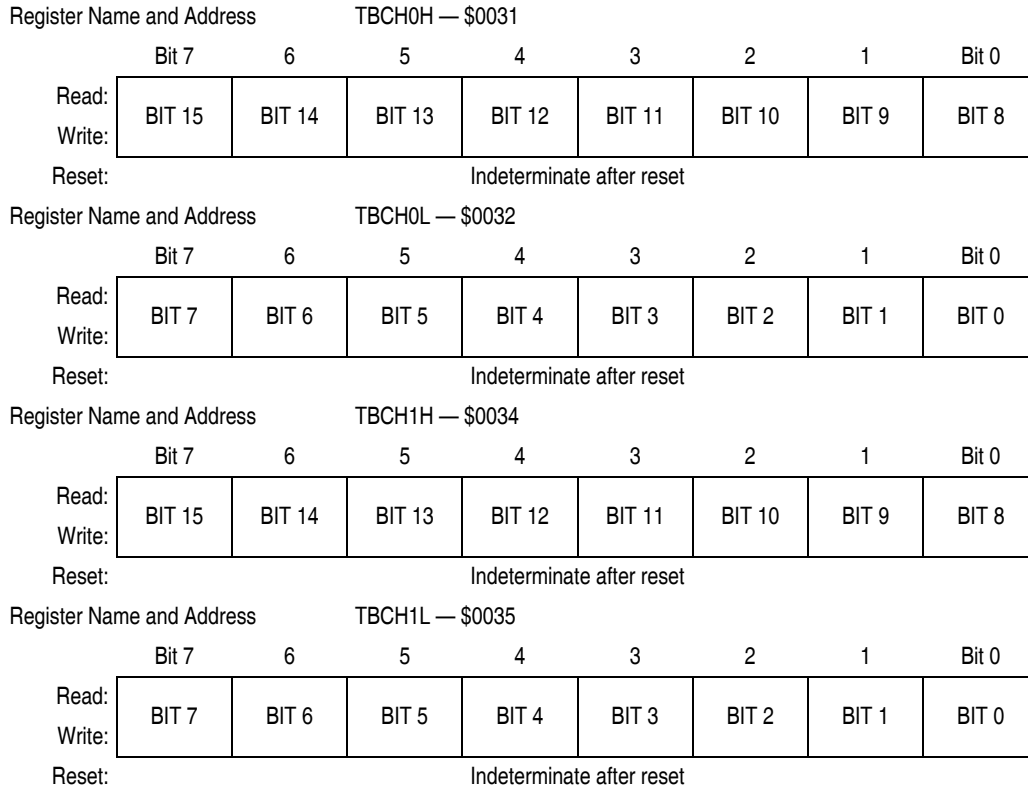 Register Name and Address TBCH0H — $0031
Bit 7 6 5 4 3 2 1 Bit 0
Read:
BIT 15 BIT 14 BIT 13 BIT 12 BIT 11 BIT 10 BIT 9 BIT 8
Write:
Reset: Indeterminate after reset
Register Name and Address TBCH0L — $0032
Bit 7 6 5 4 3 2 1 Bit 0
Read:
BIT 7 BIT 6 BIT 5 BIT 4 BIT 3 BIT 2 BIT 1 BIT 0
Write:
Reset: Indeterminate after reset
Register Name and Address TBCH1H — $0034
Bit 7 6 5 4 3 2 1 Bit 0
Read:
BIT 15 BIT 14 BIT 13 BIT 12 BIT 11 BIT 10 BIT 9 BIT 8
Write:
Reset: Indeterminate after reset
Register Name and Address TBCH1L — $0035
Bit 7 6 5 4 3 2 1 Bit 0
Read:
BIT 7 BIT 6 BIT 5 BIT 4 BIT 3 BIT 2 BIT 1 BIT 0
Write:
Reset: Indeterminate after reset